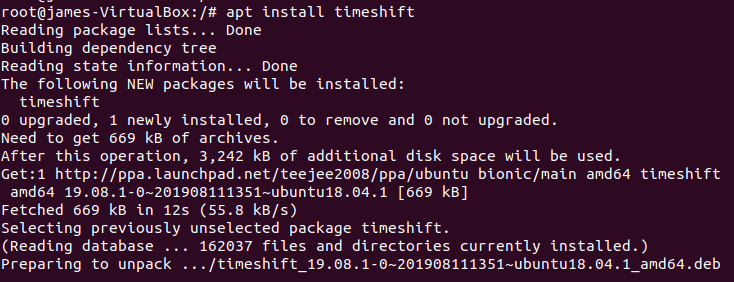 root@james-VirtualBox:/# apt install timeshift
Reading package lists... Done
Building dependency tree
Reading state information... Done
The following NEW packages will be installed:
  timeshift
0 upgraded, 1 newly installed, 0 to remove and 0 not upgraded.
Need to get 669 kB of archives.
After this operation, 3,242 kB of additional disk space will be used.
Get:1 http://ppa.launchpad.net/teejee2008/ppa/ubuntu bionic/main amd64 timeshift
 amd64 19.08.1-0~201908111351~ubuntu18.04.1 [669 kB]
Fetched 669 kB in 12s (55.8 kB/s)
Selecting previously unselected package timeshift.
(Reading database ... 162037 files and directories currently installed.)
Preparing to unpack .../timeshift_19.08.1-0~201908111351~ubuntu18.04.1_amd64.deb